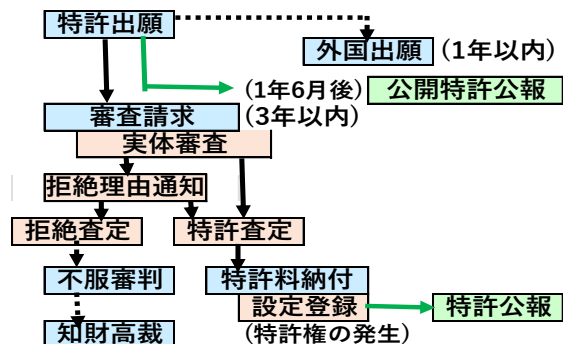 特許出願
外国出願 (1年以内)
(1年6月後) 公開特許公報
審査請求 (3年以内)
実体審査
拒絶理由通知
拒絶査定 特許査定
不服審判 特許料納付
設定登録 特許公報
知財高裁 (特許権の発生)